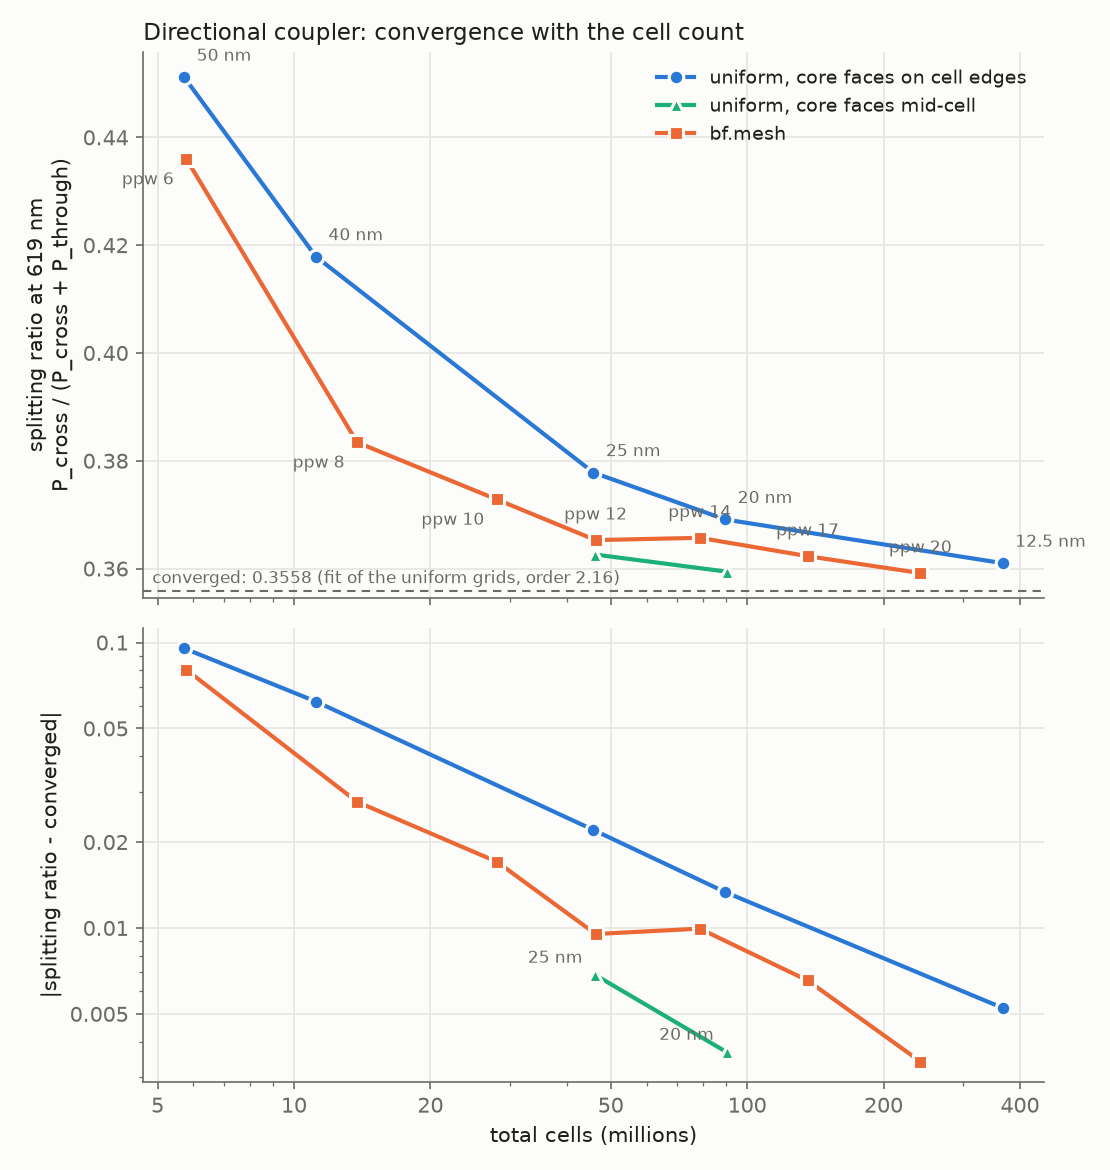 Directional coupler: convergence with the cell count
50 nm
uniform, core faces on cell edges
uniform, core faces mid-cell
bf.mesh
0.44
ppw 6
splitting ratio at 619 nm
P_cross / (P_cross + P_through)
40 nm
0.42
0.40
25 nm
ppw 8
0.38
20 nm
ppw 10
ppw 12
ppw 14
ppw 17
12.5 nm
ppw 20
0.36
converged: 0.3558 (fit of the uniform grids, order 2.16)
0.1
0.05
|splitting ratio - converged|
0.02
0.01
25 nm
20 nm
0.005
5
10
20
50
100
200
400
total cells (millions)